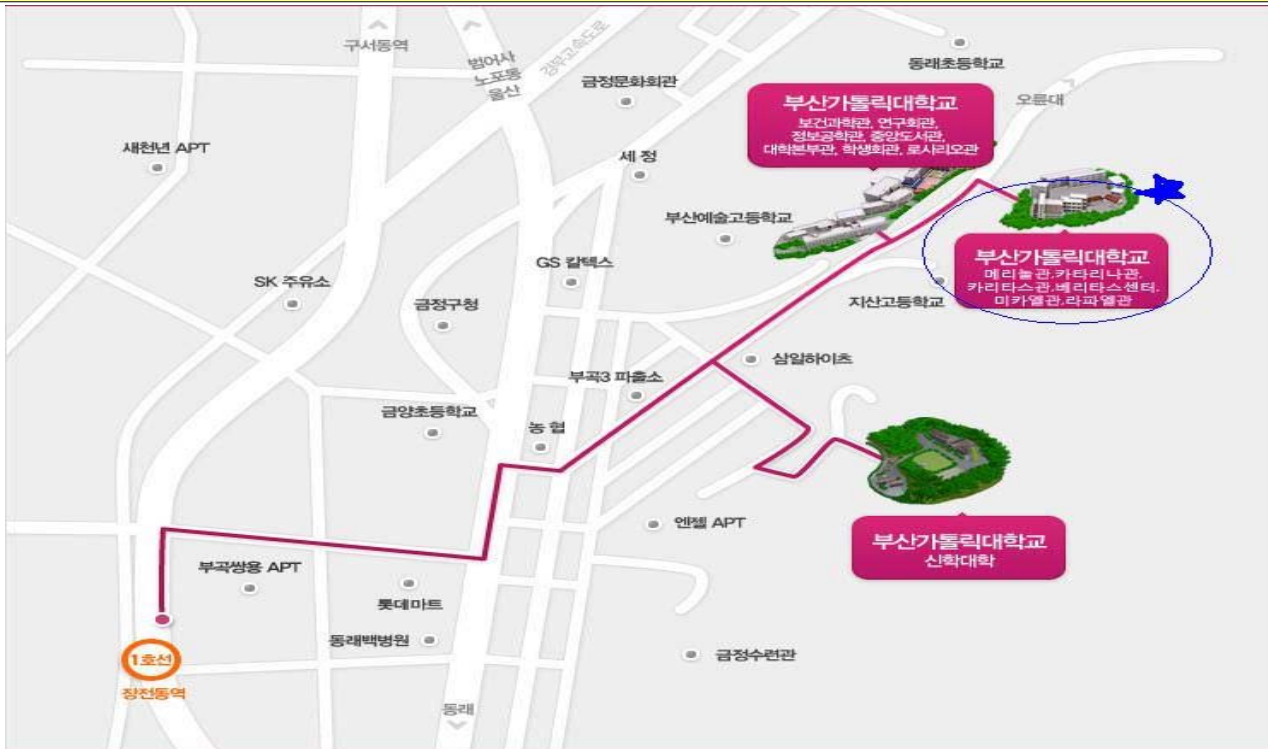 구서동역
범어사
노포동
울산
경부고속도로
금정문화회관
동래초등학교
오륜대
부산가톨릭대학교
보건과학관, 연구회관,
정보공학관, 중앙도서관,
대학본부관, 학생회관, 로사리오관
새천년 APT
세 정
부산예술고등학교
부산가톨릭대학교
메리놀관.카타리나관.
카리타스관.베리타스센터.
미카엘관.라파엘관
GS 칼텍스
SK 주유소
금정구청
지산고등학교
삼일하이츠
부곡3 파출소
금양초등학교
농 협
엔젤 APT
부산가톨릭대학교
신학대학
부곡쌍용 APT
롯데마트
동래백병원
금정수련관
1호선
장전동역
동래